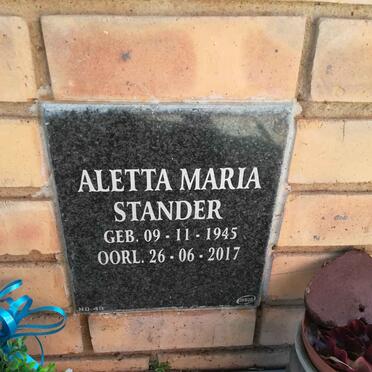 ALETTA MARIA
STANDER
GEB. 09 - 11 - 1945
OORL. 26 - 06 - 2017